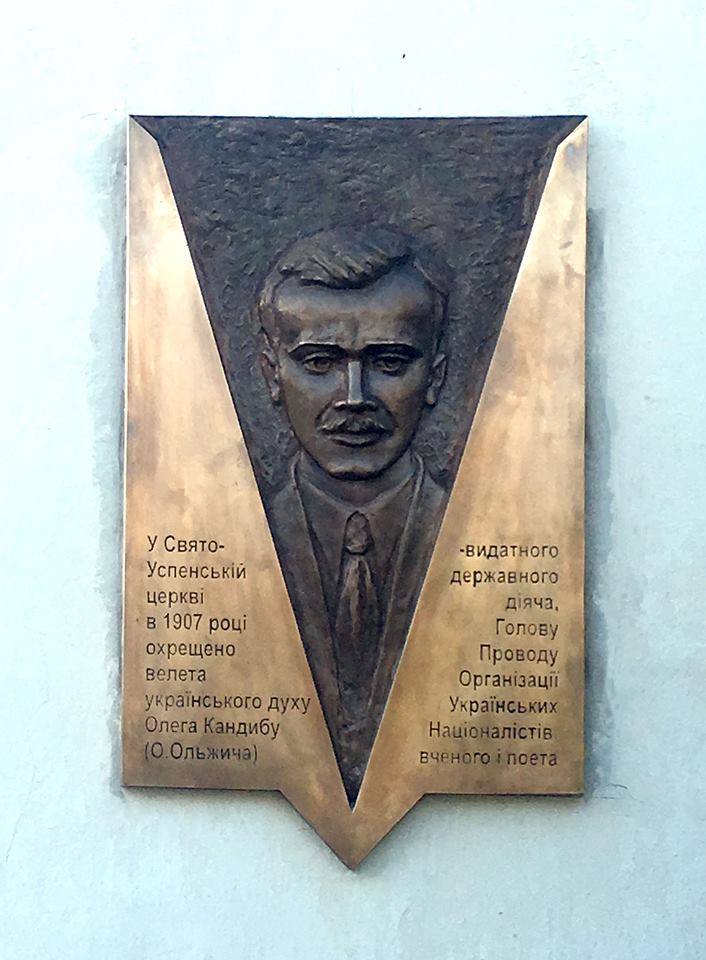 У Свято-
Успенській
церкві
в 1907 році
охрещено
велета
українського духу
Олега Кандибу
(О.Ольжича)
-видатного
державного
діяча,
Голову
Проводу
Організації
Українських
Націоналістів,
вченого і поета